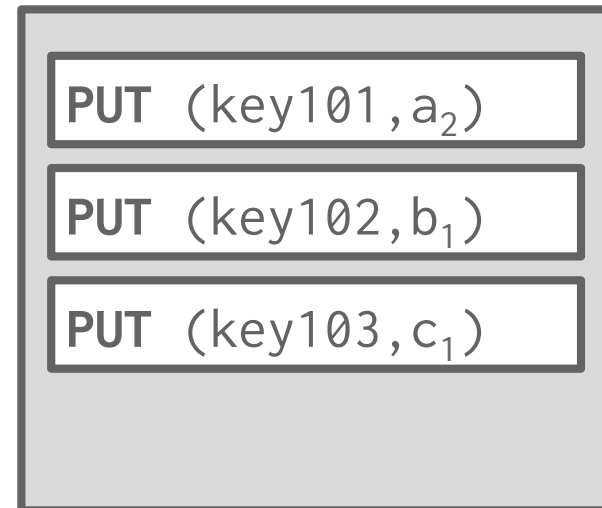 PUT (key101,a₂)
PUT (key102,b₁)
PUT (key103,c₁)